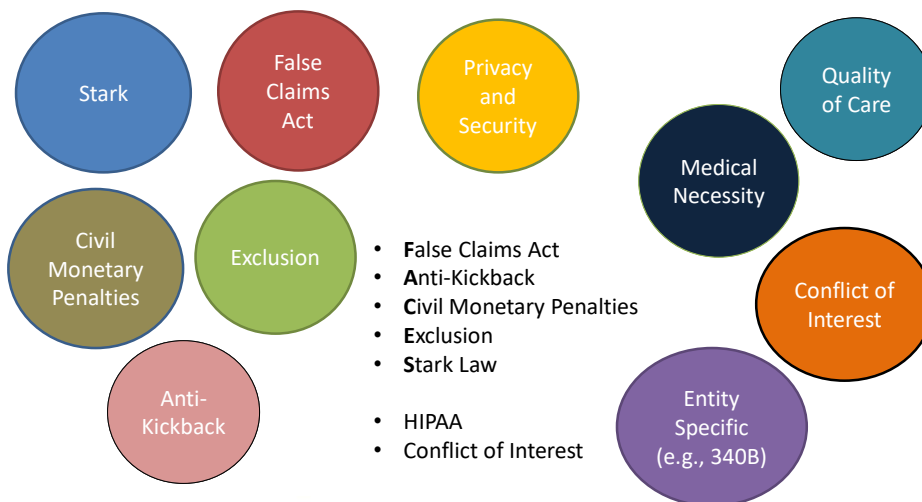 Stark
False
Claims
Act
Privacy
and
Security
Quality
of Care
Medical
Necessity
Civil
Monetary
Penalties
Exclusion
• False Claims Act
• Anti-Kickback
• Civil Monetary Penalties
• Exclusion
• Stark Law
• HIPAA
• Conflict of Interest
Conflict of
Interest
Anti-
Kickback
Entity
Specific
(e.g., 340B)